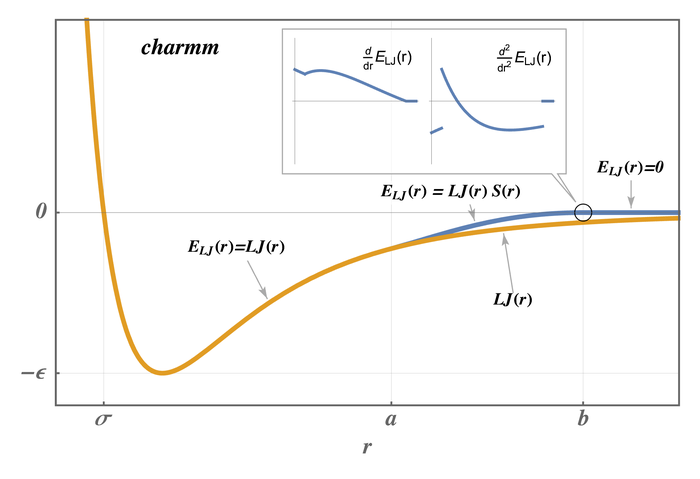 charmm
d/dr E_LJ(r)
d²/dr² E_LJ(r)
E_LJ(r)=0
E_LJ(r) = LJ(r) S(r)
0
E_LJ(r)=LJ(r)
LJ(r)
−ϵ
σ
a
b
r